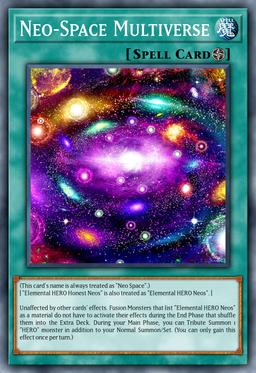 NEO-SPACE MULTIVERSE
[SPELL CARD]
(This card's name is always treated as "Neo Space".)
["Elemental HERO Honest Neos" is also treated as "Elemental HERO Neos".]
Unaffected by other cards' effects. Fusion Monsters that list "Elemental HERO Neos"
as a material do not have to activate their effects during the End Phase that shuffle
them into the Extra Deck. During your Main Phase, you can Tribute Summon 1
"HERO" monster in addition to your Normal Summon/Set. (You can only gain this
effect once per turn.)